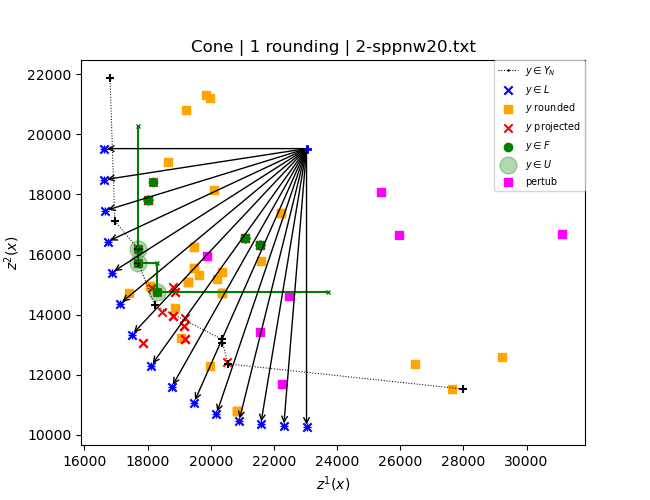 Cone | 1 rounding | 2-sppnw20.txt
22000
20000
18000
16000
14000
12000
10000
z²(x)
16000 18000 20000 22000 24000 26000 28000 30000
z¹(x)
y ∈ Y_N
y ∈ L
y rounded
y projected
y ∈ F
y ∈ U
pertub